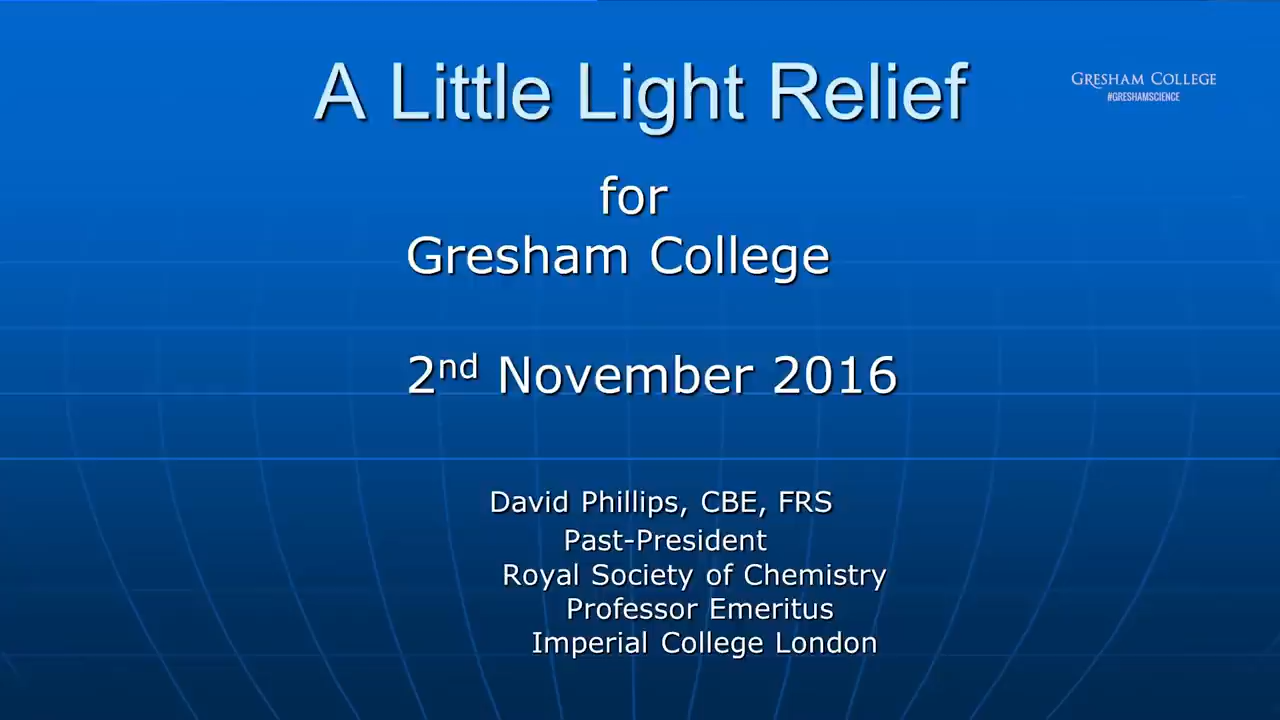 A Little Light Relief
GRESHAM COLLEGE
#GRESHAMSCIENCE
for
Gresham College
2nd November 2016
David Phillips, CBE, FRS
Past-President
Royal Society of Chemistry
Professor Emeritus
Imperial College London